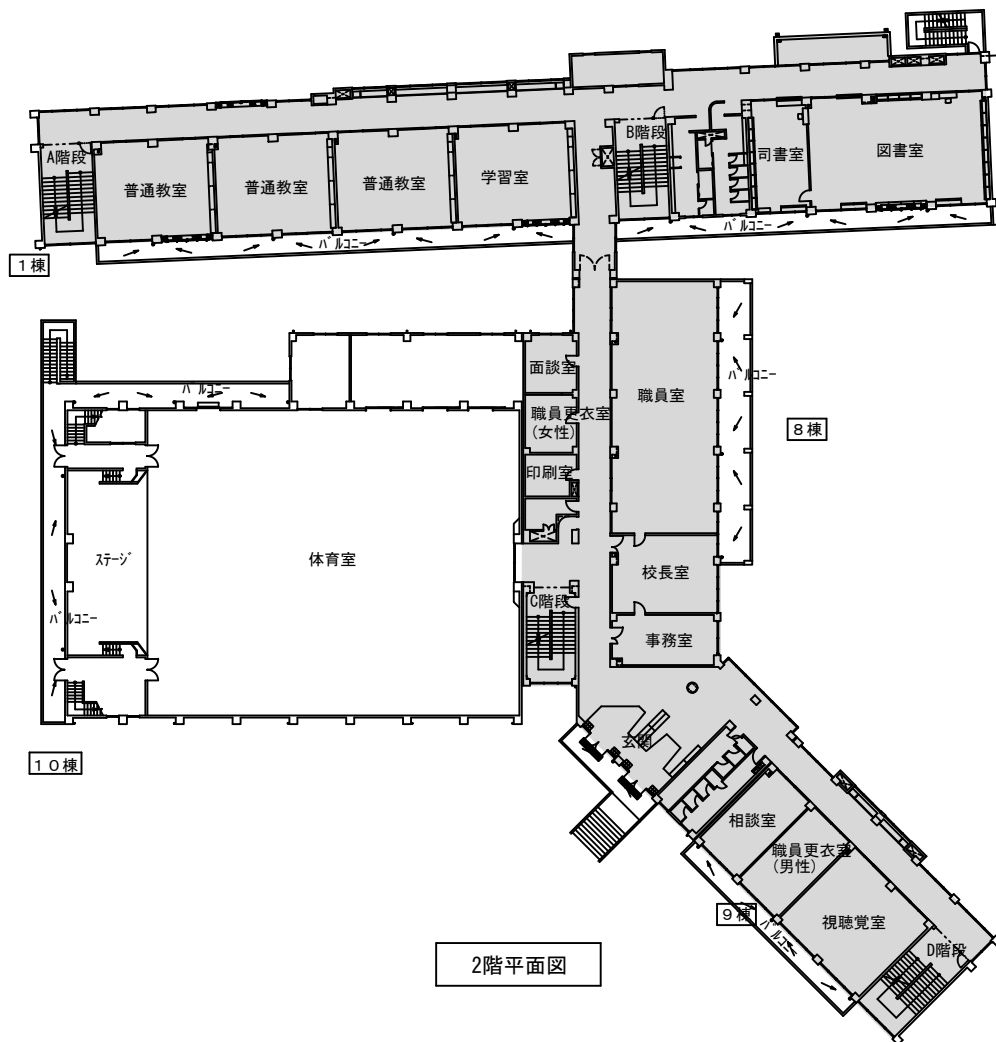 A階段
普通教室
普通教室
普通教室
学習室
B階段
司書室
図書室
バルコニー
バルコニー
1棟
面談室
職員更衣室
(女性)
印刷室
職員室
バルコニー
8棟
バルコニー
ステージ
体育室
バルコニー
C階段
校長室
事務室
玄関
10棟
相談室
職員更衣室
(男性)
視聴覚室
9棟
バルコニー
D階段
2階平面図